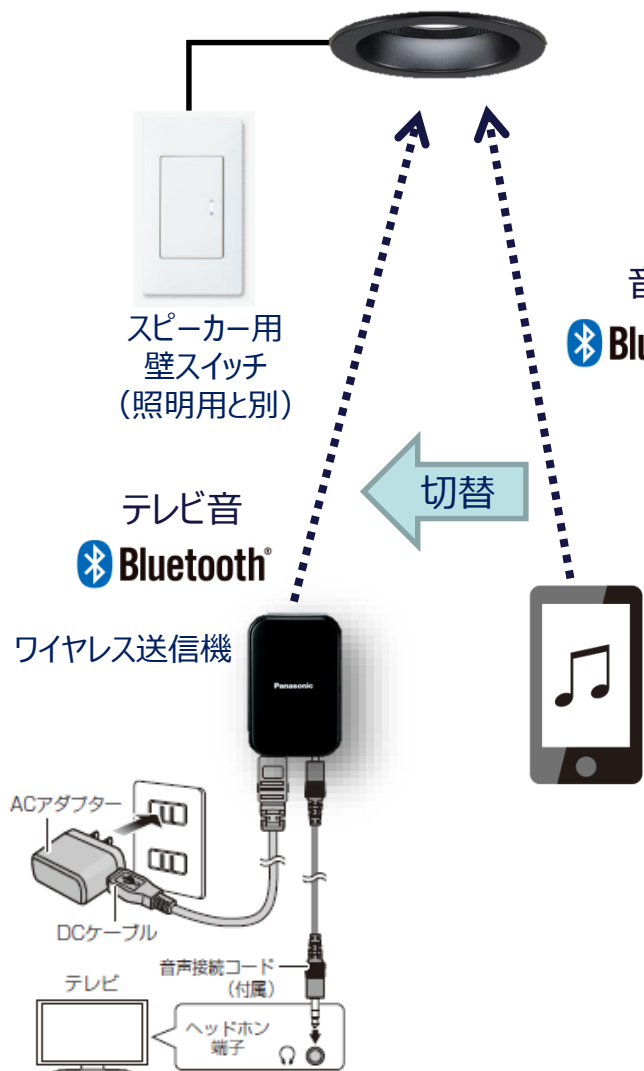 スピーカー用
壁スイッチ
（照明用と別）
音
Blu
切替
テレビ音
Bluetooth®
ワイヤレス送信機
Panasonic
ACアダプター
DCケーブル
音声接続コード
（付属）
テレビ
ヘッドホン
端子